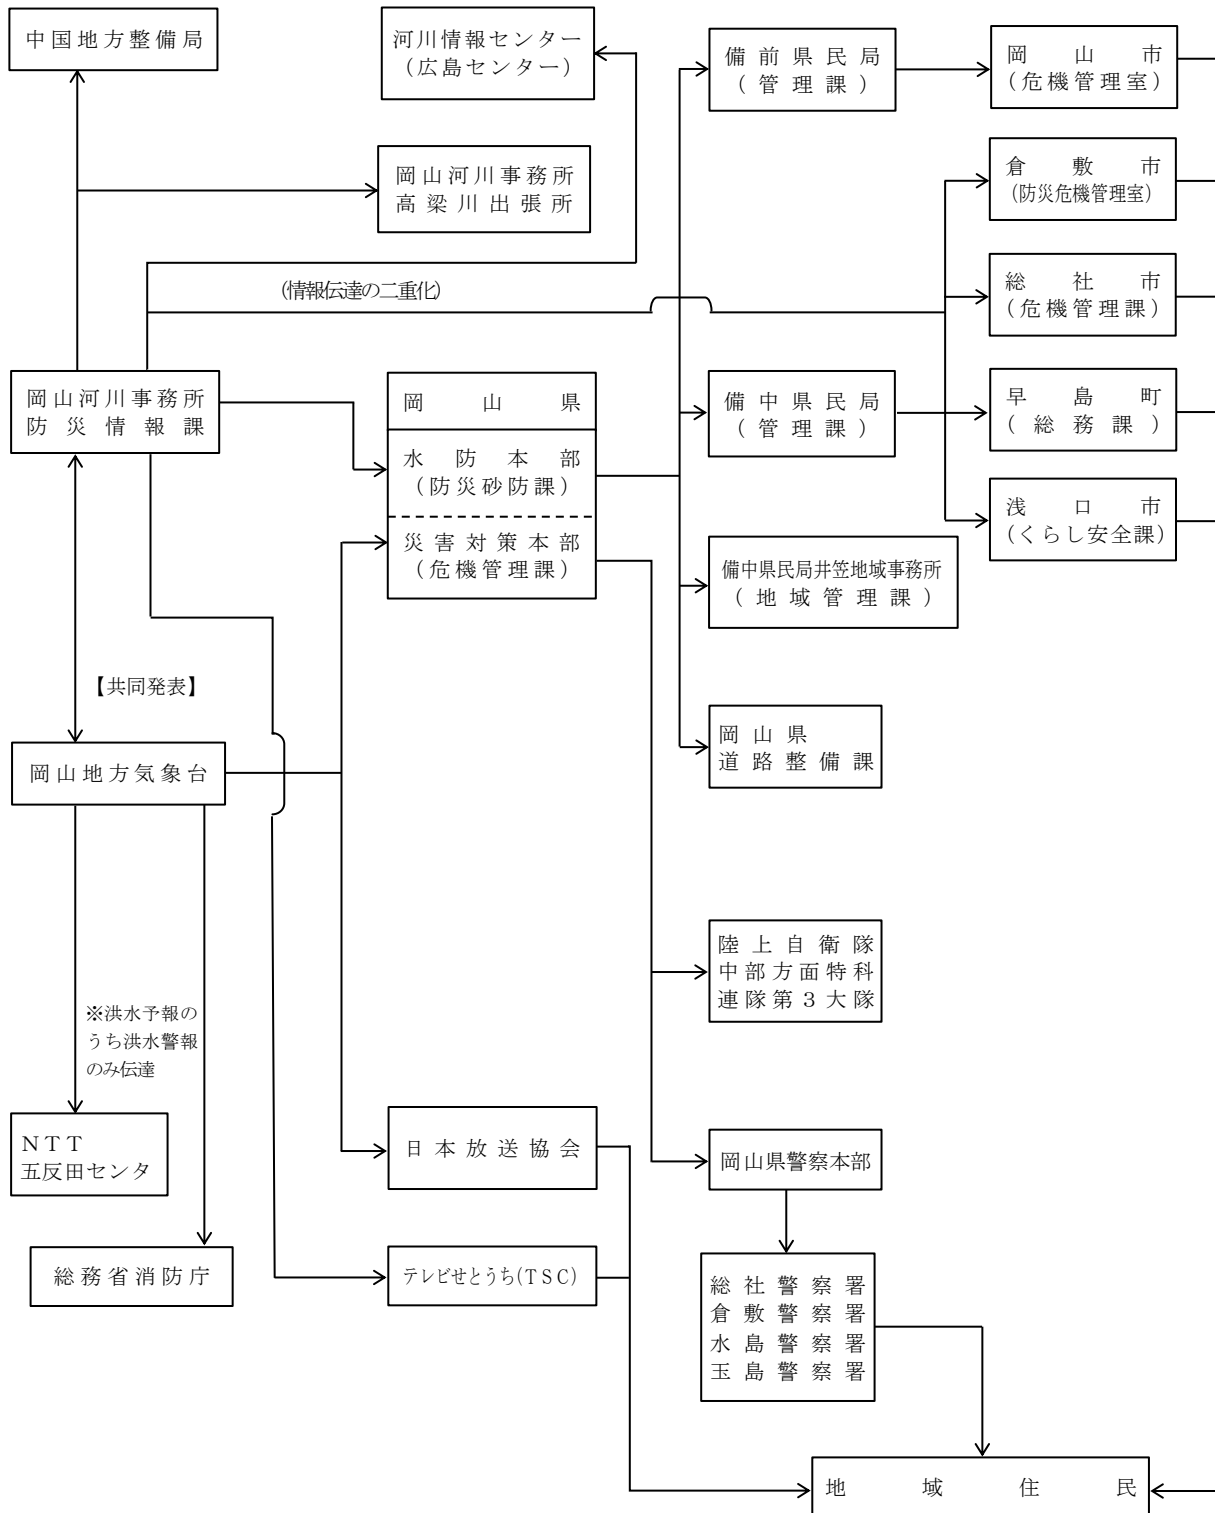 中国地方整備局
河川情報センター
（広島センター）
備前県民局
（管理課）
岡山市
（危機管理室）
岡山河川事務所
高梁川出張所
倉敷市
（防災危機管理室）
（情報伝達の二重化）
総社市
（危機管理課）
岡山河川事務所
防災情報課
岡山県
水防本部
（防災砂防課）
災害対策本部
（危機管理課）
備中県民局
（管理課）
早島町
（総務課）
浅口市
（くらし安全課）
備中県民局井笠地域事務所
（地域管理課）
【共同発表】
岡山地方気象台
岡山県
道路整備課
陸上自衛隊
中部方面特科
連隊第３大隊
※洪水予報の
うち洪水警報
のみ伝達
ＮＴＴ
五反田センタ
日本放送協会
岡山県警察本部
総務省消防庁
テレビせとうち(ＴＳＣ)
総社警察署
倉敷警察署
水島警察署
玉島警察署
地域住民